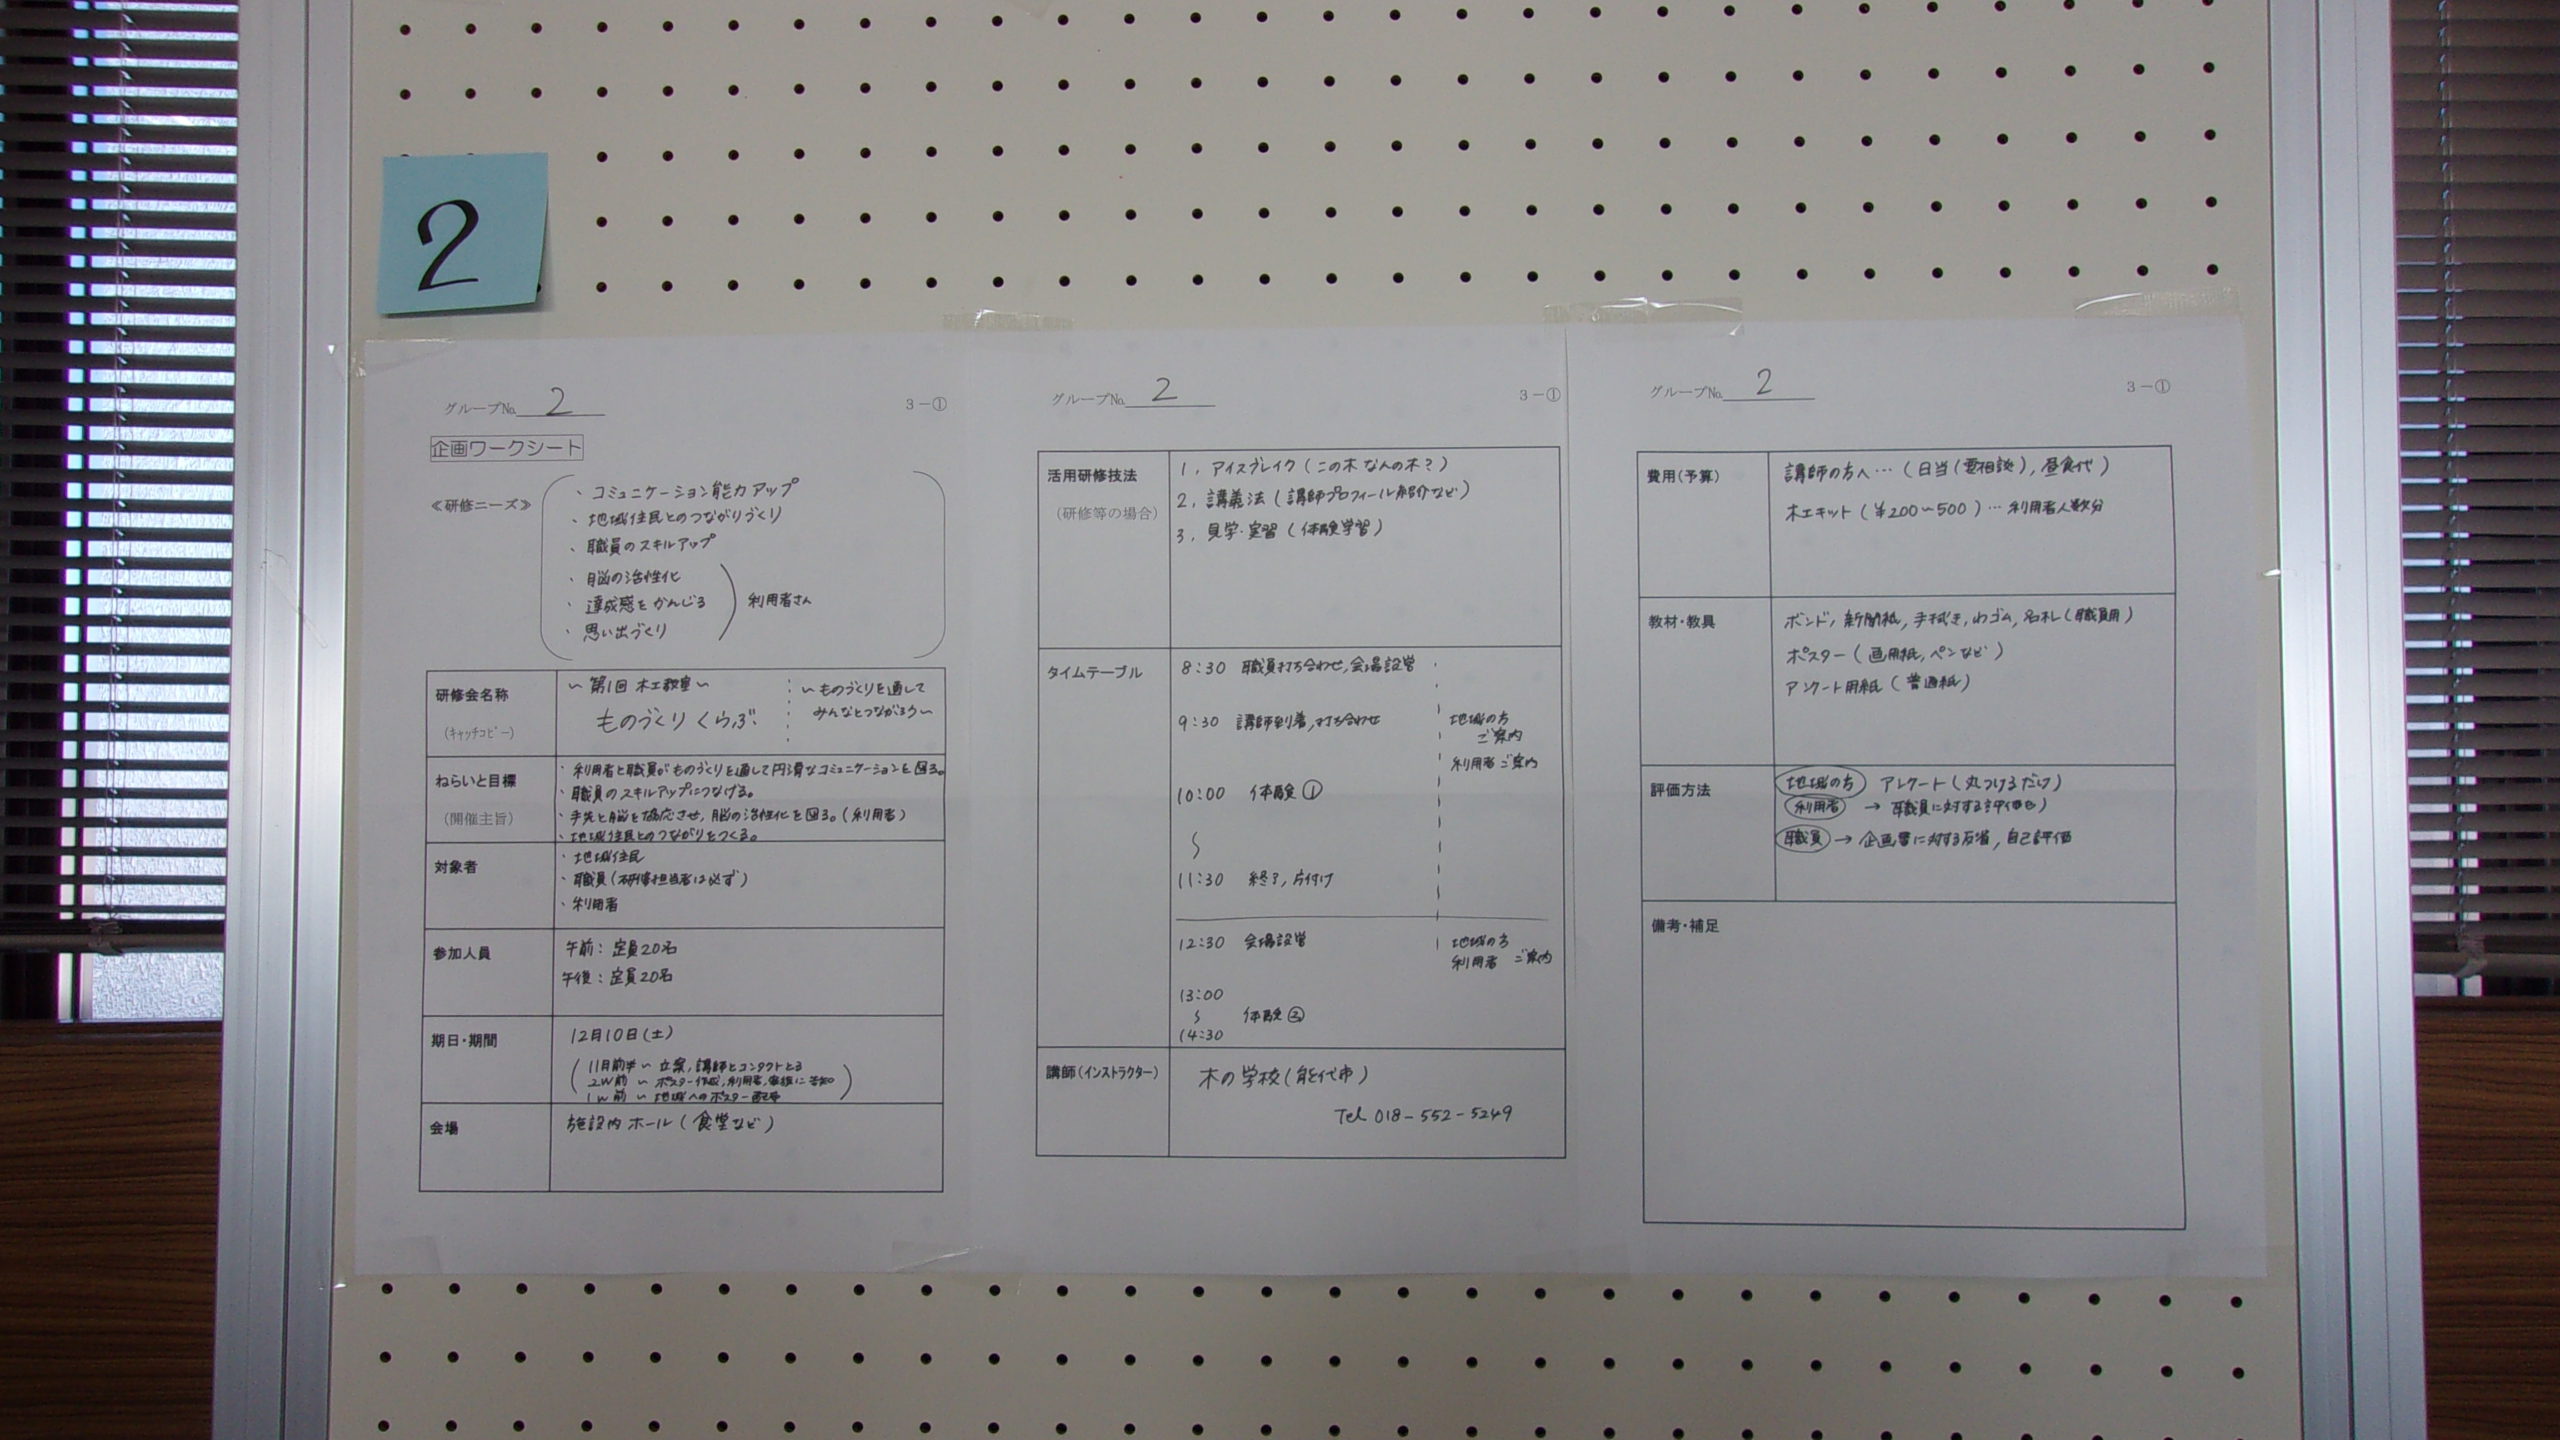 2
グループNo. 2
3-①
企画ワークシート
≪研修ニーズ≫
・コミュニケーション能力アップ
・地域住民とのつながりづくり
・職員のスキルアップ
・脳の活性化
・達成感をかんじる
・思い出づくり
利用者さん
研修会名称
(キャッチコピー)
~第1回 木工教室~
ものづくりくらぶ
~ものづくりを通して
みんなとつながろう~
ねらいと目標
(開催主旨)
・利用者と職員がものづくりを通して円滑なコミュニケーションを図る。
・職員のスキルアップにつなげる。
・手先と脳を協応させ、脳の活性化を図る。(利用者)
・地域住民とのつながりをつくる。
対象者
・地域住民
・職員(研修担当者は必ず)
・利用者
参加人員
午前:定員20名
午後:定員20名
期日・期間
12月10日(土)
11月前半~ 立案,講師とコンタクトとる
2W前 ~ ポスター作成,利用者,家族に告知
1W前 ~ 地域へのポスター配布
会場
施設内ホール(食堂など)
グループNo. 2
3-①
活用研修技法
(研修等の場合)
1, アイスブレイク(この木なんの木?)
2, 講義法(講師プロフィール紹介など)
3, 見学・実習(体験学習)
タイムテーブル
8:30 職員打ち合わせ,会場設営
9:30 講師到着,打ち合わせ
地域の方
ご案内
利用者ご案内
10:00 体験①
~
11:30 終了,片付け
12:30 会場設営
地域の方
利用者 ご案内
13:00
~ 体験②
14:30
講師(インストラクター)
木の学校(能代市)
Tel 018-552-5249
グループNo. 2
3-①
費用(予算)
講師の方へ…(日当(要相談),昼食代)
木工キット(¥200~500)…利用者人数分
教材・教具
ボンド,新聞紙,手拭き,わゴム,名札(職員用)
ポスター(画用紙,ペンなど)
アンケート用紙(普通紙)
評価方法
地域の方 アンケート(丸つけるだけ)
利用者 → 職員に対する評価も)
職員 → 企画等に対する反省,自己評価
備考・補足